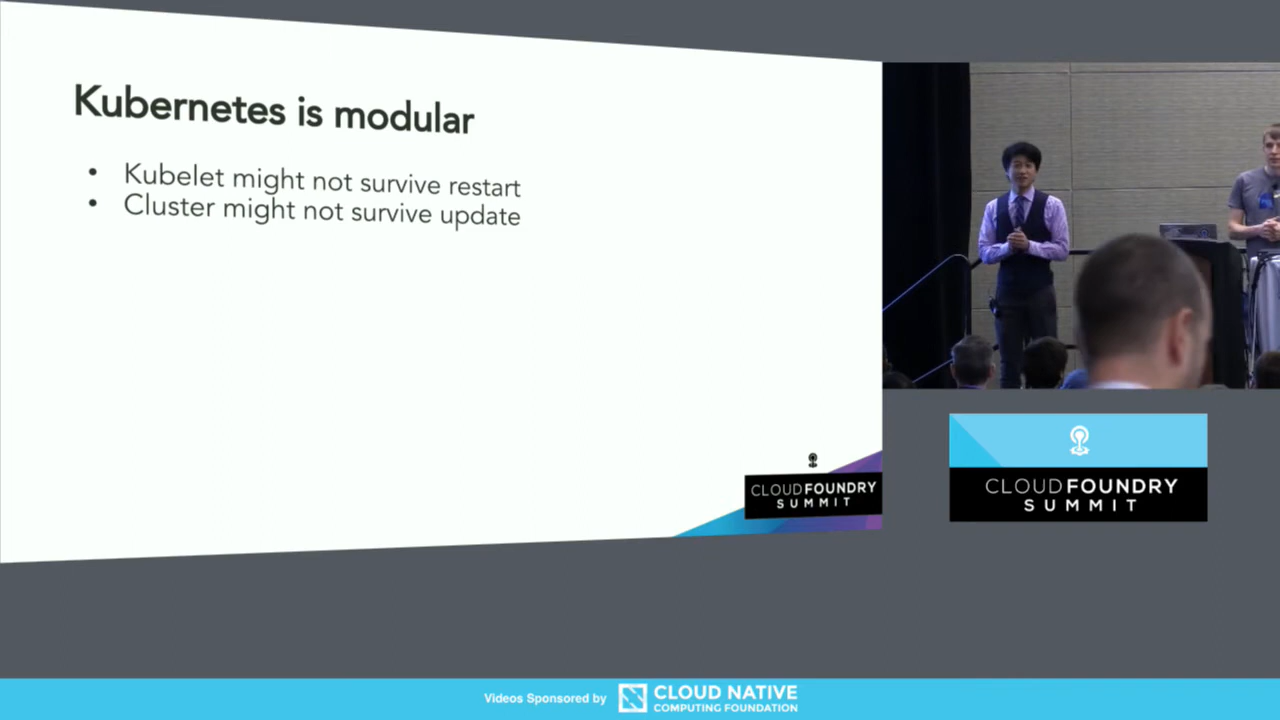 Kubernetes is modular
• Kubelet might not survive restart
• Cluster might not survive update
CLOUDFOUNDRY
SUMMIT
CLOUDFOUNDRY
SUMMIT
Videos Sponsored by
CLOUD NATIVE
COMPUTING FOUNDATION